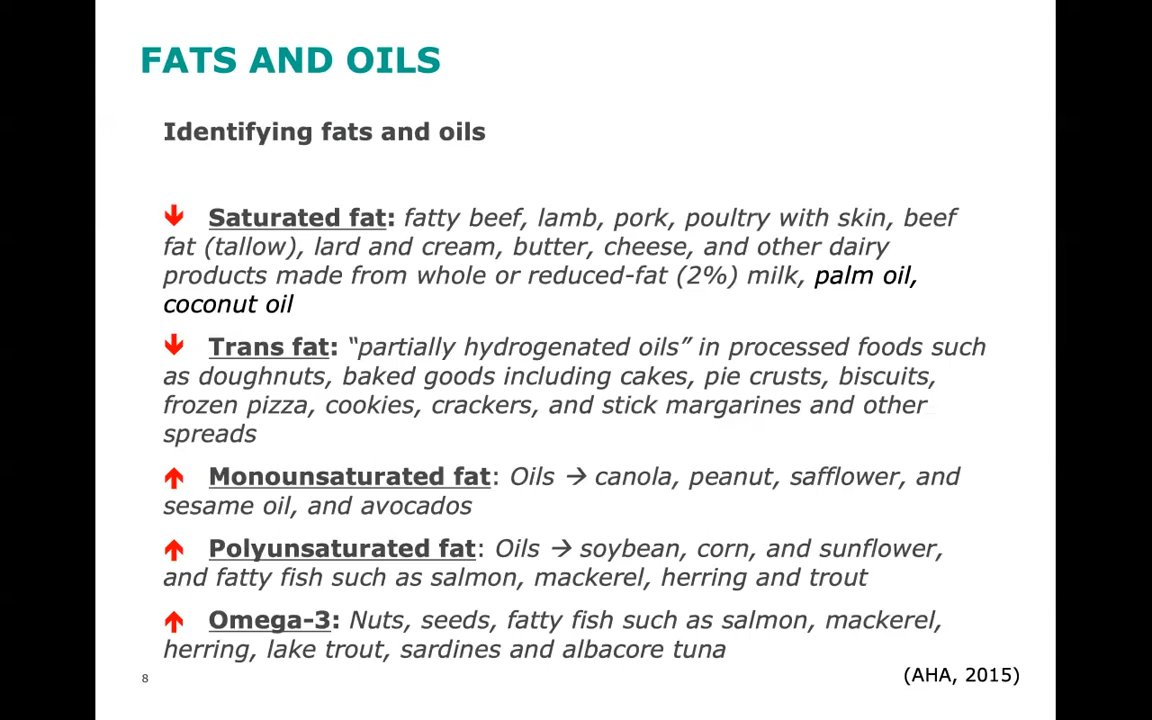 FATS AND OILS
Identifying fats and oils
↓ Saturated fat: fatty beef, lamb, pork, poultry with skin, beef
fat (tallow), lard and cream, butter, cheese, and other dairy
products made from whole or reduced-fat (2%) milk, palm oil,
coconut oil
↓ Trans fat: “partially hydrogenated oils” in processed foods such
as doughnuts, baked goods including cakes, pie crusts, biscuits,
frozen pizza, cookies, crackers, and stick margarines and other
spreads
↑ Monounsaturated fat: Oils → canola, peanut, safflower, and
sesame oil, and avocados
↑ Polyunsaturated fat: Oils → soybean, corn, and sunflower,
and fatty fish such as salmon, mackerel, herring and trout
↑ Omega-3: Nuts, seeds, fatty fish such as salmon, mackerel,
herring, lake trout, sardines and albacore tuna
8
(AHA, 2015)